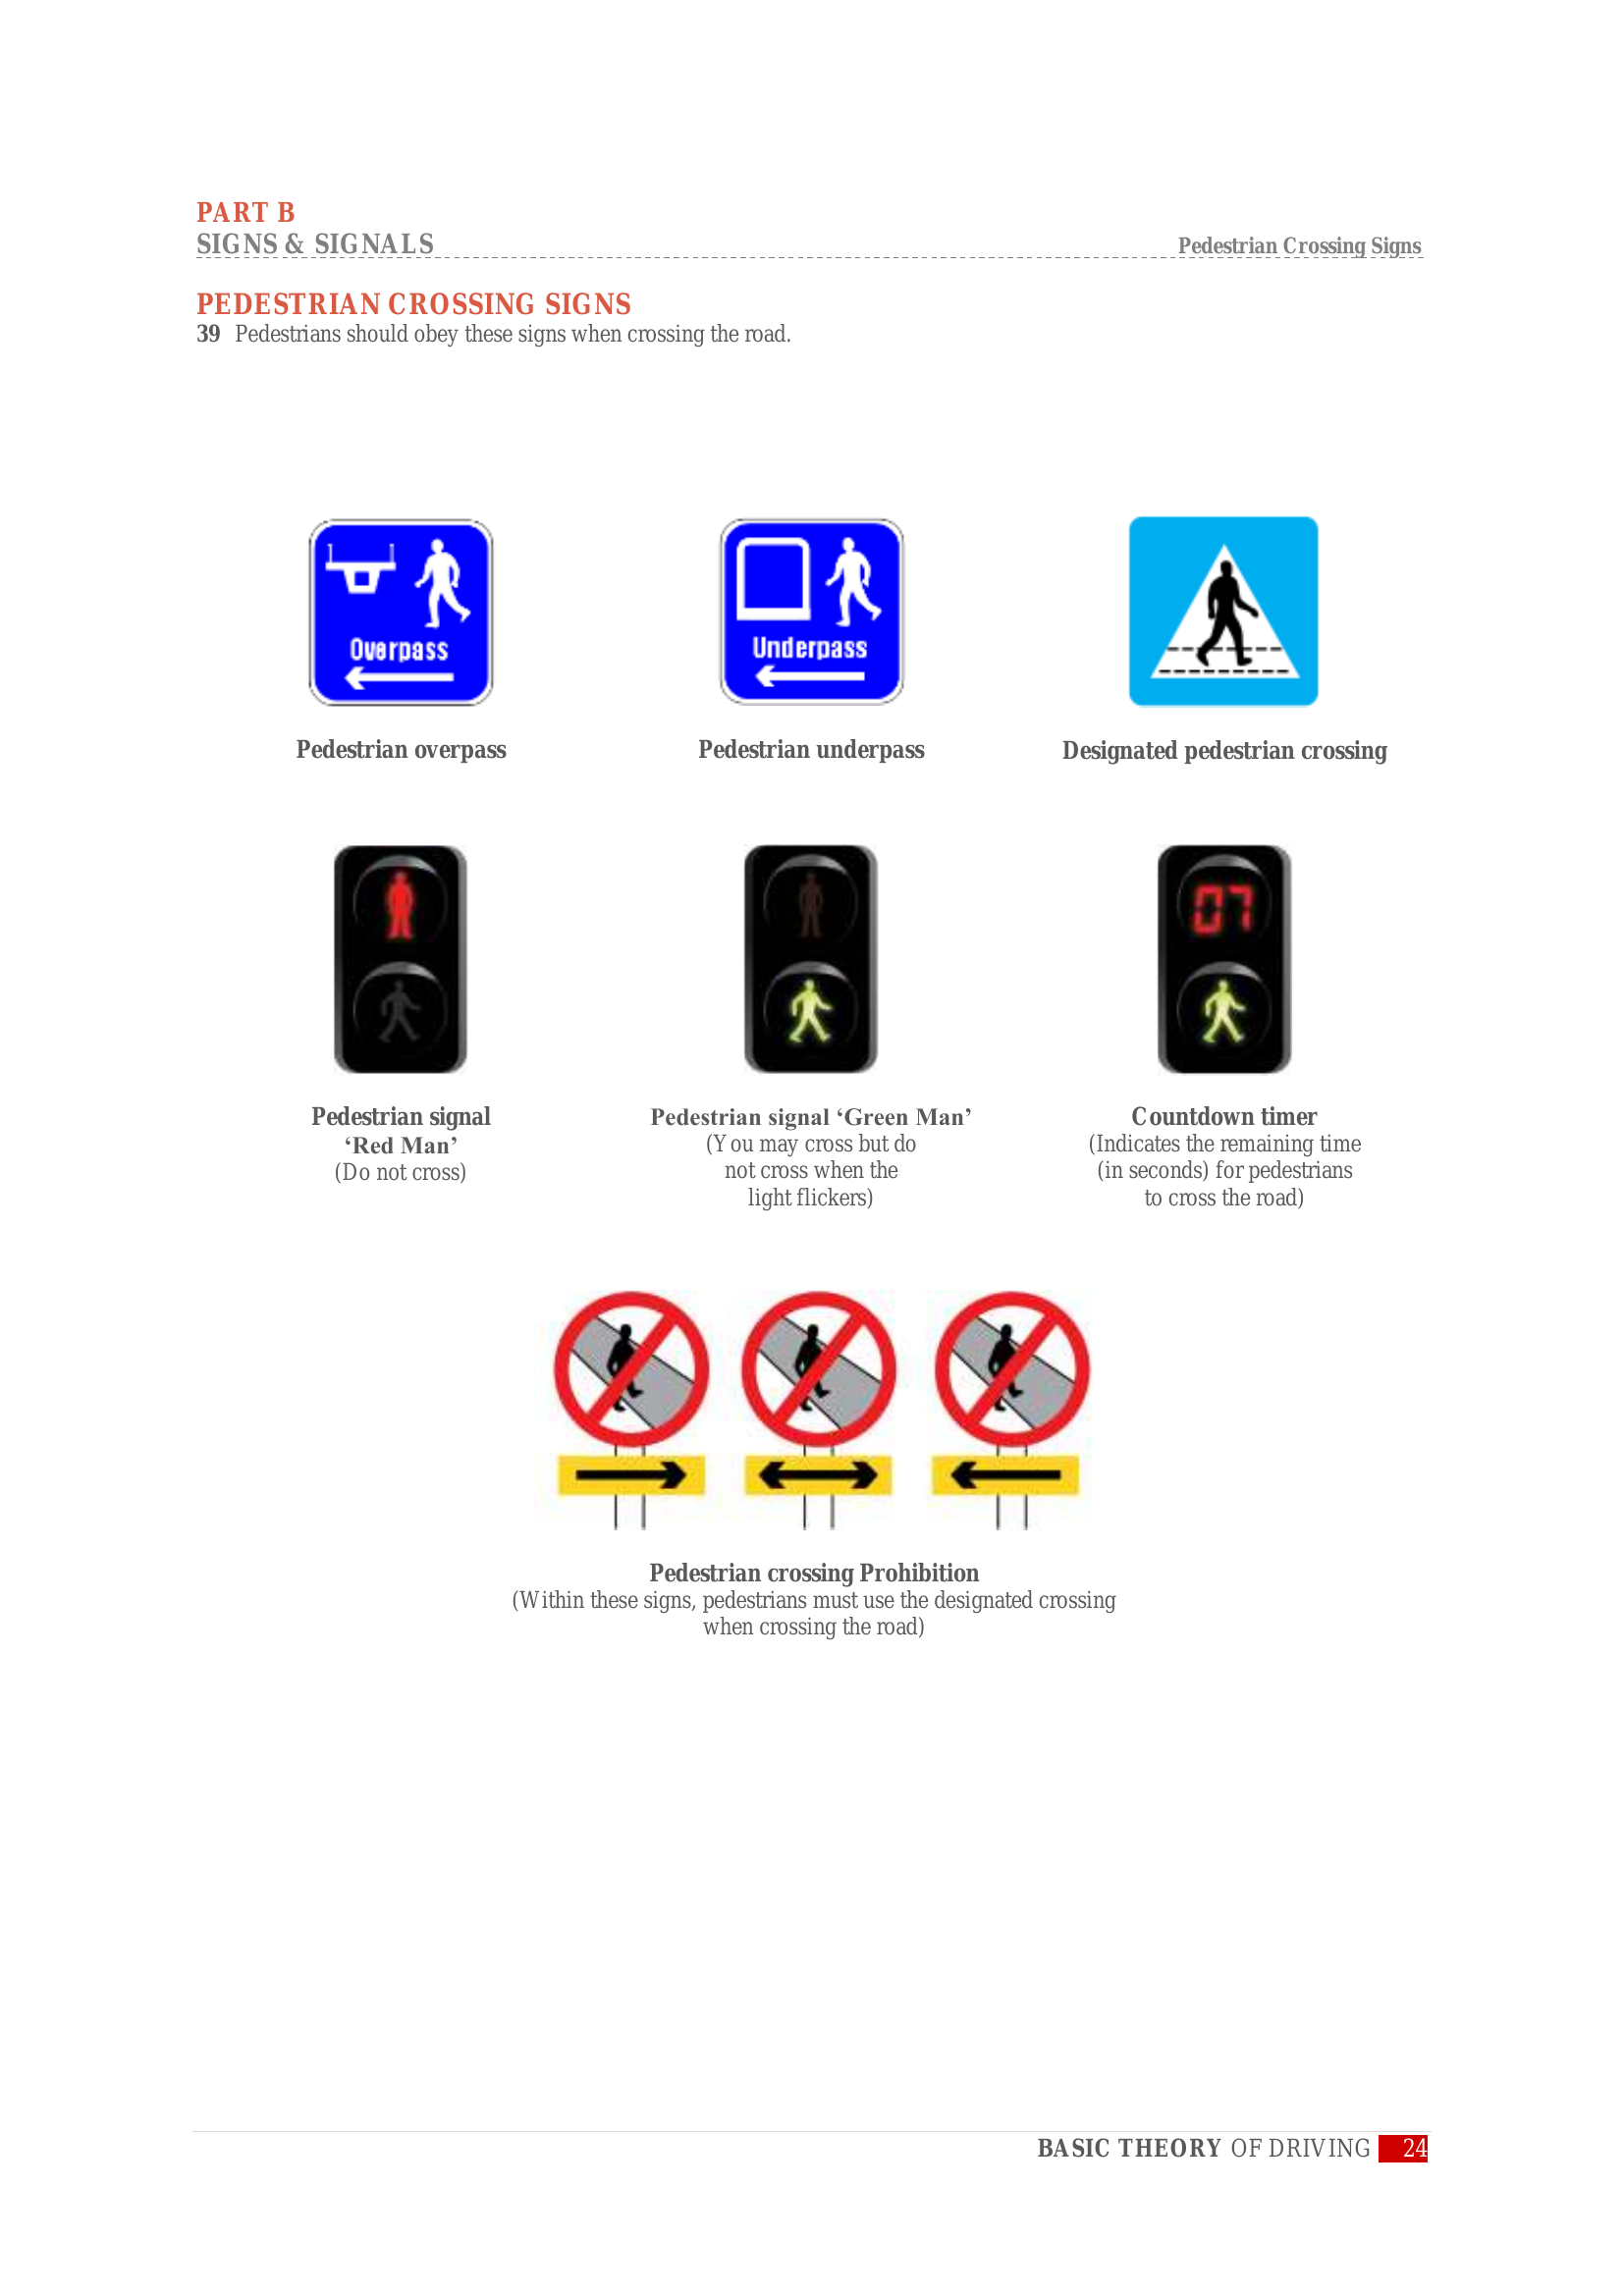 PART B
SIGNS & SIGNALS
Pedestrian Crossing Signs
PEDESTRIAN CROSSING SIGNS
39 Pedestrians should obey these signs when crossing the road.
Overpass
Underpass
Pedestrian overpass
Pedestrian underpass
Designated pedestrian crossing
07
Pedestrian signal
‘Red Man’
(Do not cross)
Pedestrian signal ‘Green Man’
(You may cross but do
not cross when the
light flickers)
Countdown timer
(Indicates the remaining time
(in seconds) for pedestrians
to cross the road)
Pedestrian crossing Prohibition
(Within these signs, pedestrians must use the designated crossing
when crossing the road)
BASIC THEORY OF DRIVING 24